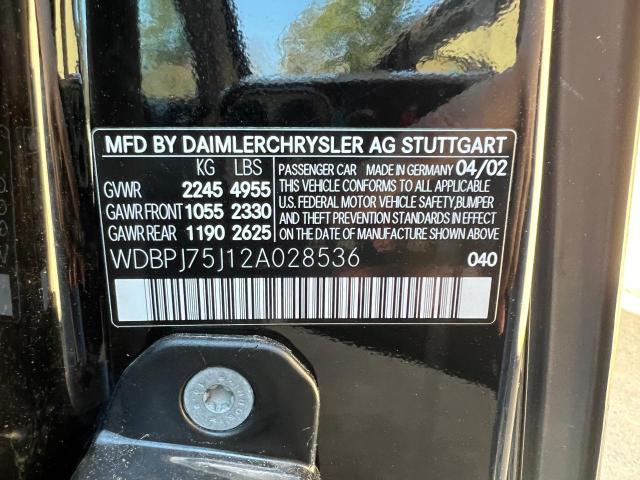 MFD BY DAIMLERCHRYSLER AG STUTTGART
KG LBS
GVWR 2245 4955
GAWR FRONT 1055 2330
GAWR REAR 1190 2625
PASSENGER CAR MADE IN GERMANY 04/02
THIS VEHICLE CONFORMS TO ALL APPLICABLE
U.S. FEDERAL MOTOR VEHICLE SAFETY,BUMPER
AND THEFT PREVENTION STANDARDS IN EFFECT
ON THE DATE OF MANUFACTURE SHOWN ABOVE.
WDBPJ75J12A028536 040